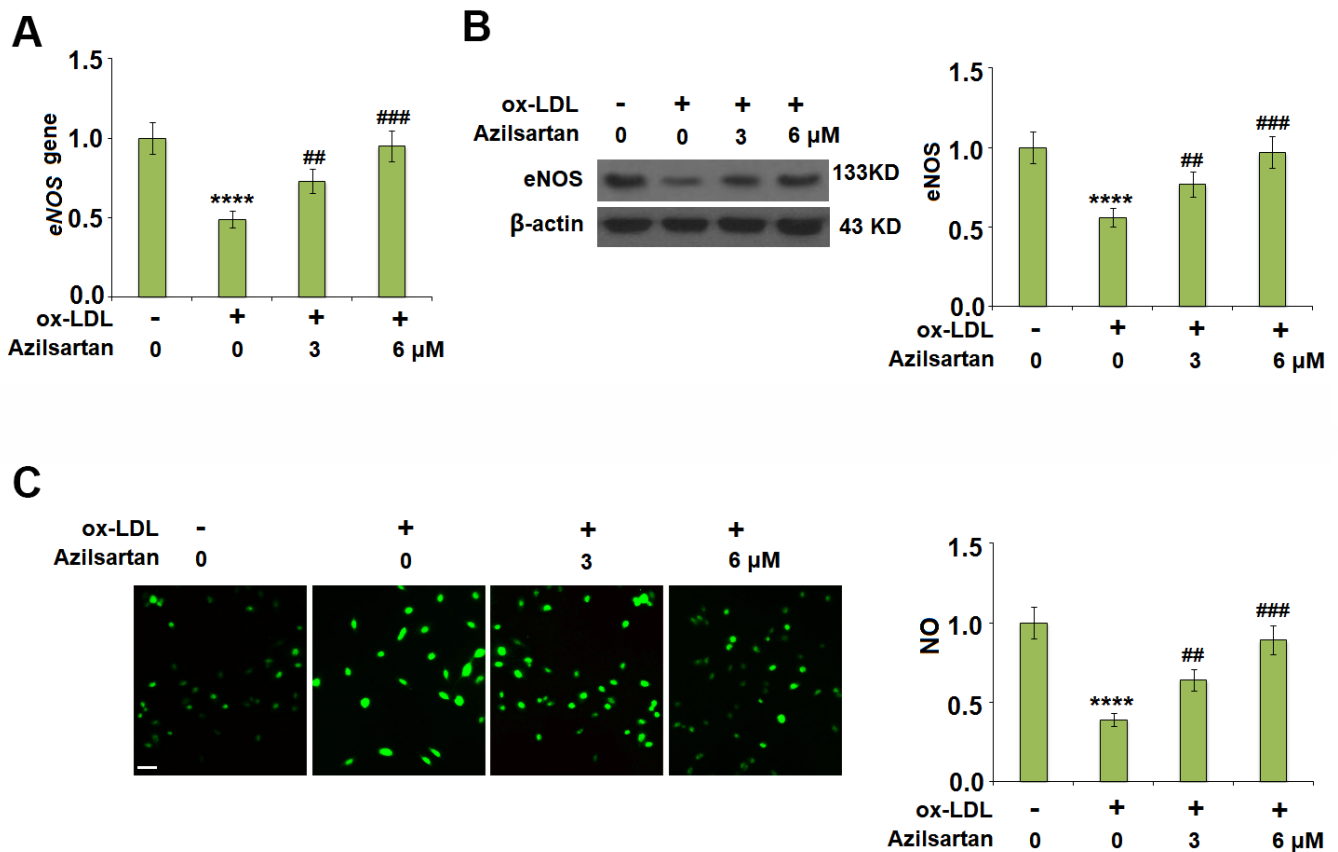 A
eNOS gene
1.5
1.0
0.5
0.0
****
##
###
ox-LDL - + + +
Azilsartan 0 0 3 6 μM
B
ox-LDL - + + +
Azilsartan 0 0 3 6 μM
eNOS 133KD
β-actin 43 KD
eNOS
1.5
1.0
0.5
0.0
****
##
###
ox-LDL - + + +
Azilsartan 0 0 3 6 μM
C
ox-LDL - + + +
Azilsartan 0 0 3 6 μM
NO
1.5
1.0
0.5
0.0
****
##
###
ox-LDL - + + +
Azilsartan 0 0 3 6 μM